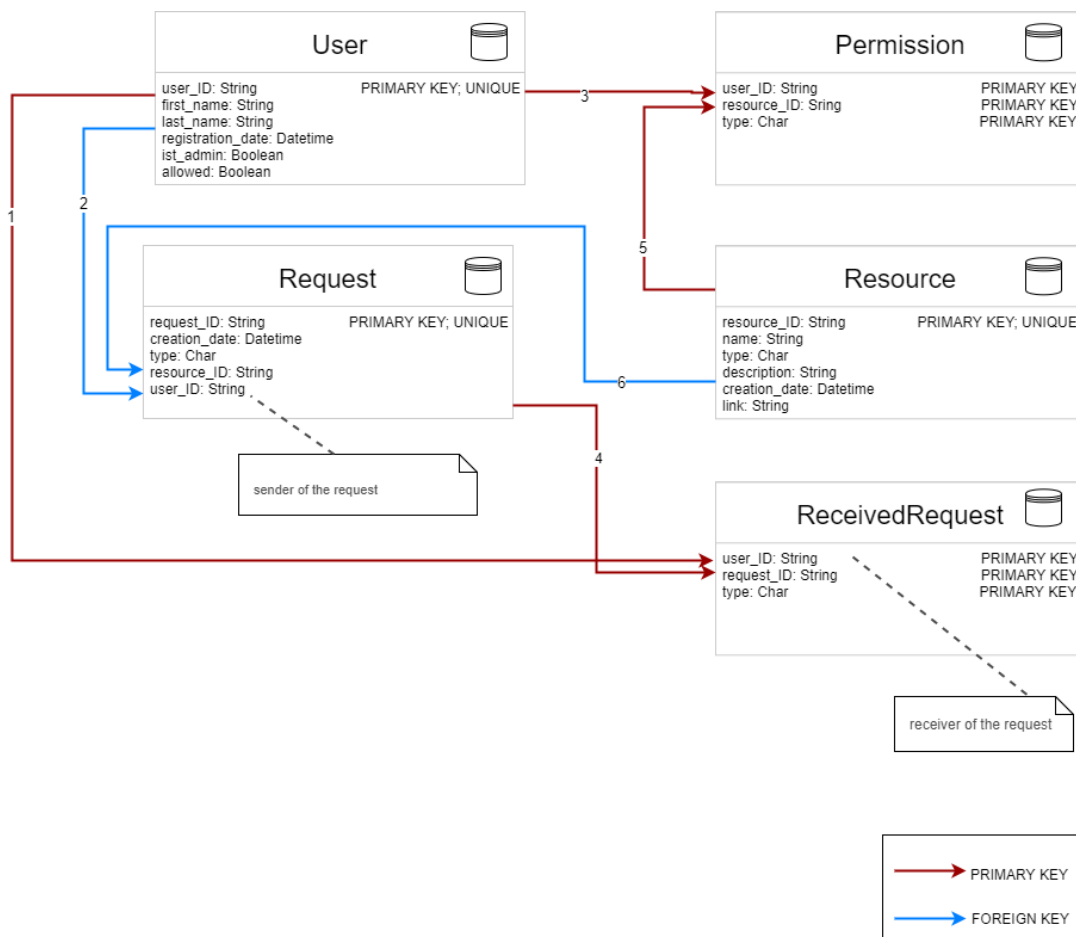 User
user_ID: String PRIMARY KEY; UNIQUE
first_name: String
last_name: String
registration_date: Datetime
ist_admin: Boolean
allowed: Boolean
Permission
user_ID: String PRIMARY KEY
resource_ID: Sring PRIMARY KEY
type: Char PRIMARY KEY
3
1
2
5
Request
request_ID: String PRIMARY KEY; UNIQUE
creation_date: Datetime
type: Char
resource_ID: String
user_ID: String
Resource
resource_ID: String PRIMARY KEY; UNIQUE
name: String
type: Char
description: String
creation_date: Datetime
link: String
6
4
sender of the request
ReceivedRequest
user_ID: String PRIMARY KEY
request_ID: String PRIMARY KEY
type: Char PRIMARY KEY
receiver of the request
PRIMARY KEY
FOREIGN KEY